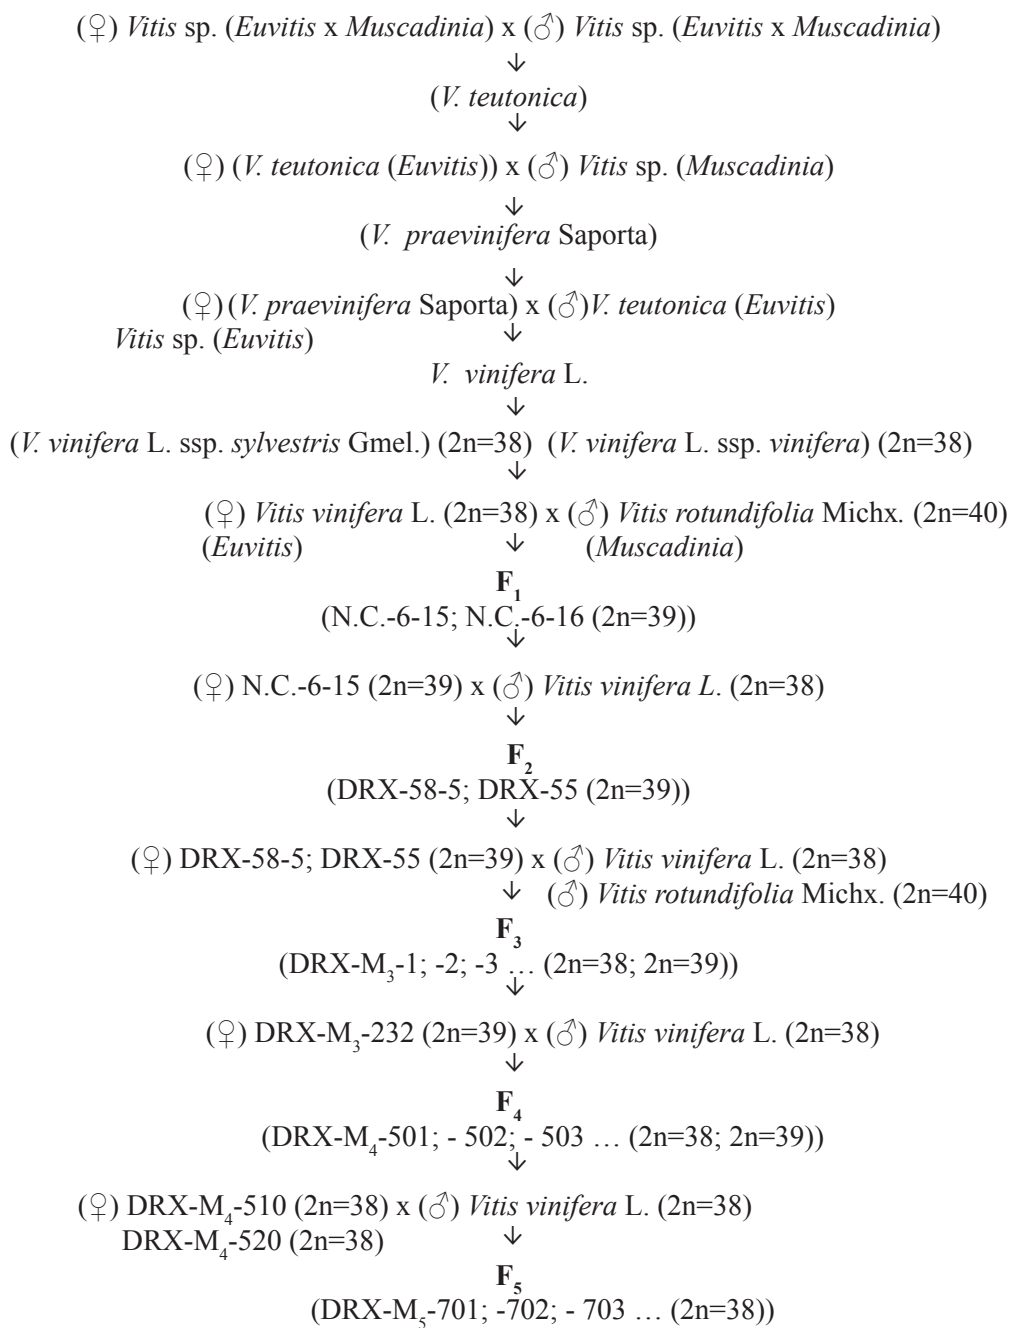 (♀) Vitis sp. (Euvitis x Muscadinia) x (♂) Vitis sp. (Euvitis x Muscadinia)
↓
(V. teutonica)
↓
(♀) (V. teutonica (Euvitis)) x (♂) Vitis sp. (Muscadinia)
↓
(V. praevinifera Saporta)
↓
(♀) (V. praevinifera Saporta) x (♂)V. teutonica (Euvitis)
Vitis sp. (Euvitis) ↓
V. vinifera L.
↓
(V. vinifera L. ssp. sylvestris Gmel.) (2n=38) (V. vinifera L. ssp. vinifera) (2n=38)
↓
(♀) Vitis vinifera L. (2n=38) x (♂) Vitis rotundifolia Michx. (2n=40)
(Euvitis) ↓ (Muscadinia)
F₁
(N.C.-6-15; N.C.-6-16 (2n=39))
↓
(♀) N.C.-6-15 (2n=39) x (♂) Vitis vinifera L. (2n=38)
↓
F₂
(DRX-58-5; DRX-55 (2n=39))
↓
(♀) DRX-58-5; DRX-55 (2n=39) x (♂) Vitis vinifera L. (2n=38)
↓ (♂) Vitis rotundifolia Michx. (2n=40)
F₃
(DRX-M₃-1; -2; -3 … (2n=38; 2n=39))
↓
(♀) DRX-M₃-232 (2n=39) x (♂) Vitis vinifera L. (2n=38)
↓
F₄
(DRX-M₄-501; - 502; - 503 … (2n=38; 2n=39))
↓
(♀) DRX-M₄-510 (2n=38) x (♂) Vitis vinifera L. (2n=38)
DRX-M₄-520 (2n=38) ↓
F₅
(DRX-M₅-701; -702; - 703 … (2n=38))